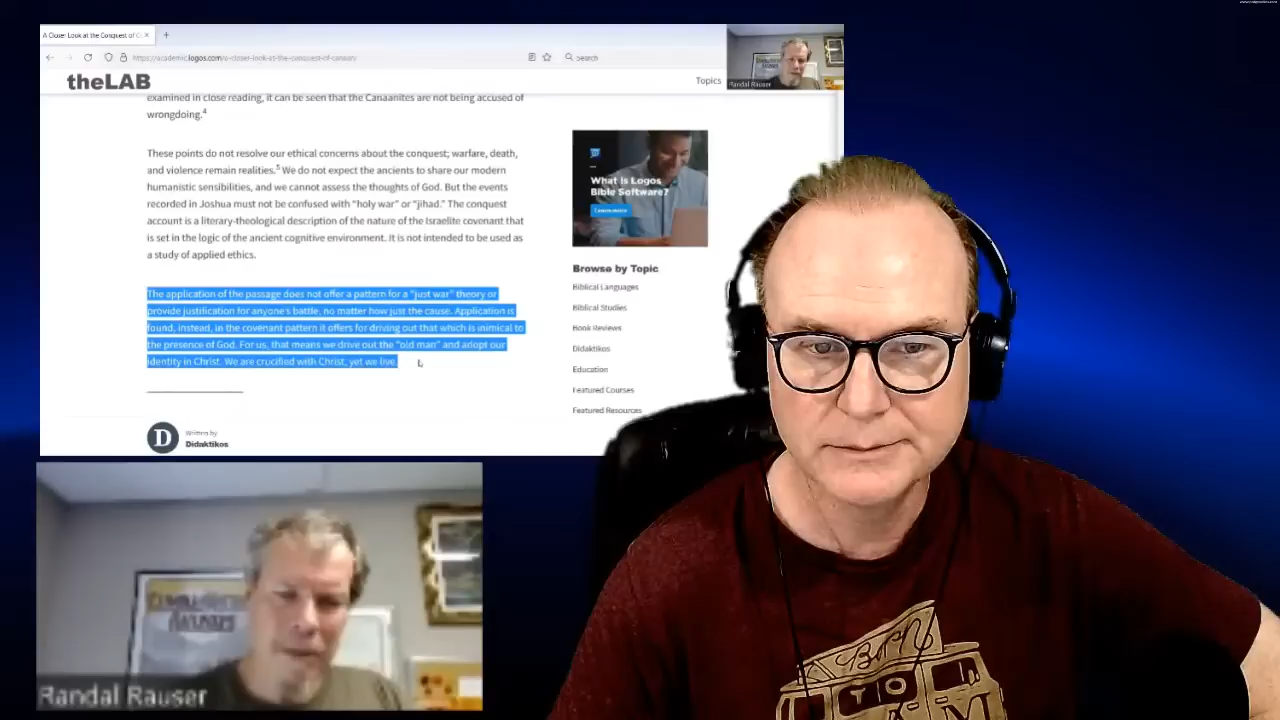 A Closer Look at the Conquest of C
https://academic.logos.com/a-closer-look-at-the-conquest-of-canaan/
Search
Randal Rauser
theLAB
Topics
examined in close reading, it can be seen that the Canaanites are not being accused of
wrongdoing.4
These points do not resolve our ethical concerns about the conquest; warfare, death,
and violence remain realities.5 We do not expect the ancients to share our modern
humanistic sensibilities, and we cannot assess the thoughts of God. But the events
recorded in Joshua must not be confused with “holy war” or “jihad.” The conquest
account is a literary-theological description of the nature of the Israelite covenant that
is set in the logic of the ancient cognitive environment. It is not intended to be used as
a study of applied ethics.
The application of the passage does not offer a pattern for a “just war” theory or
provide justification for anyone’s battle, no matter how just the cause. Application is
found, instead, in the covenant pattern it offers for driving out that which is inimical to
the presence of God. For us, that means we drive out the “old man” and adopt our
identity in Christ. We are crucified with Christ, yet we live.
D
Written by
Didaktikos
What is Logos
Bible Software?
Learn more
Browse by Topic
Biblical Languages
Biblical Studies
Book Reviews
Didaktikos
Education
Featured Courses
Featured Resources
Randal Rauser
Born
TO